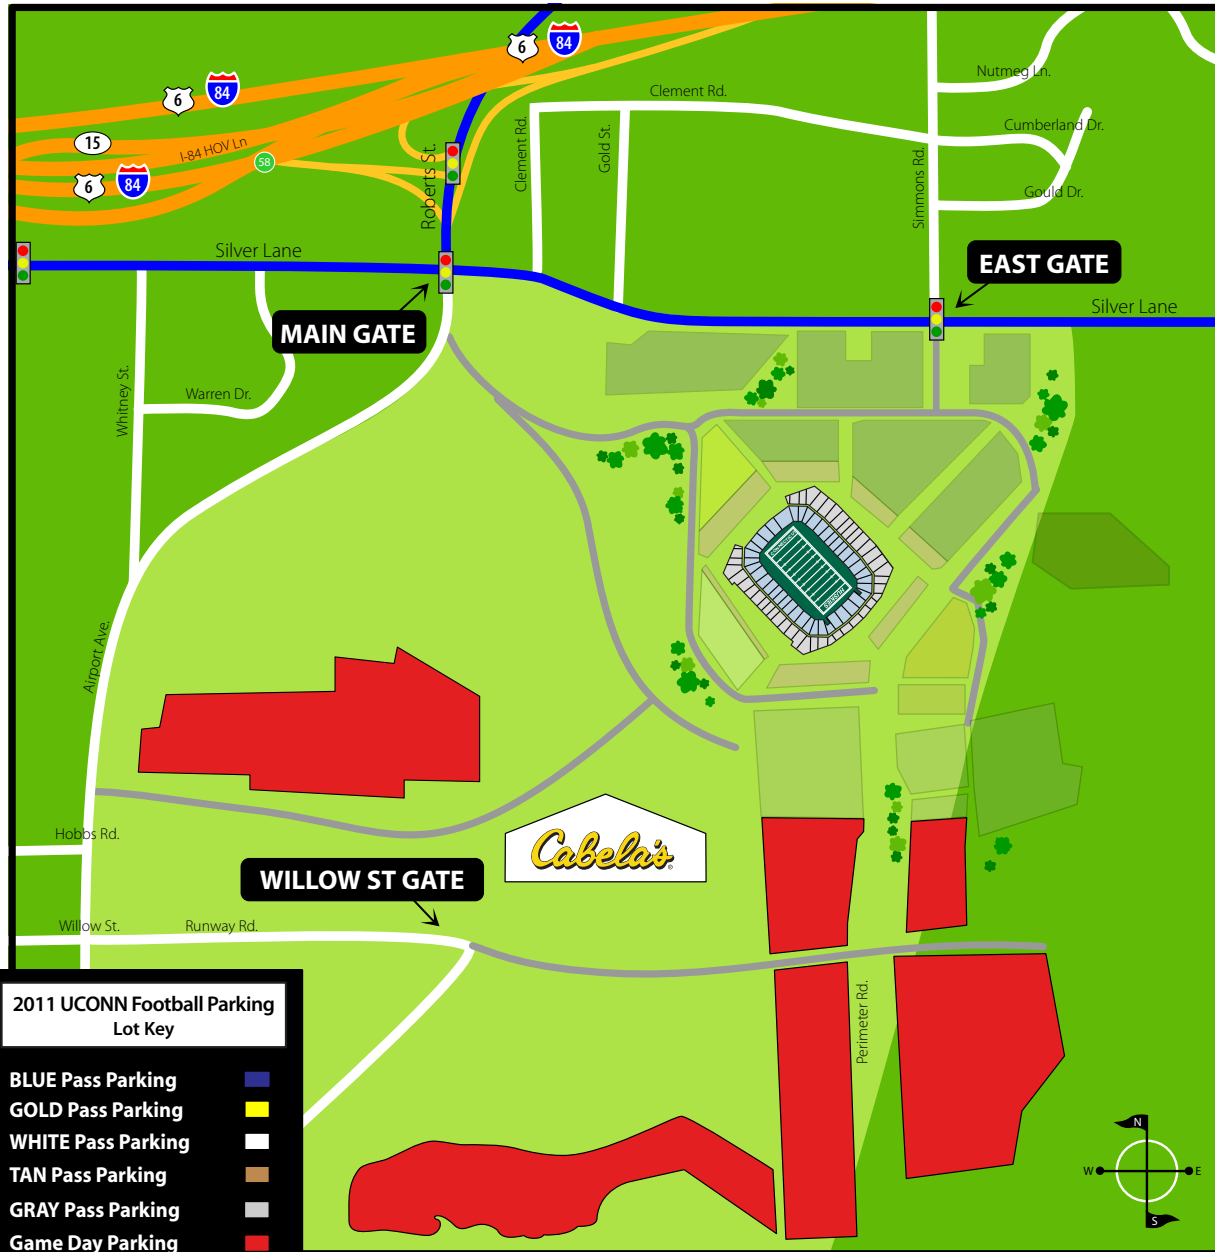 6
84
Nutmeg Ln.
6
84
Clement Rd.
15
Cumberland Dr.
I-84 HOV Ln
58
Clement Rd.
Gold St.
Roberts St.
Simmons Rd.
6
84
Gould Dr.
Silver Lane
EAST GATE
Silver Lane
MAIN GATE
Whitney St.
Warren Dr.
CONNECTICUT
HUSKIES
Airport Ave.
Hobbs Rd.
Cabela's
WILLOW ST GATE
Willow St.
Runway Rd.
Perimeter Rd.
2011 UCONN Football Parking
Lot Key
BLUE Pass Parking
GOLD Pass Parking
WHITE Pass Parking
TAN Pass Parking
GRAY Pass Parking
Game Day Parking
N
W
E
S